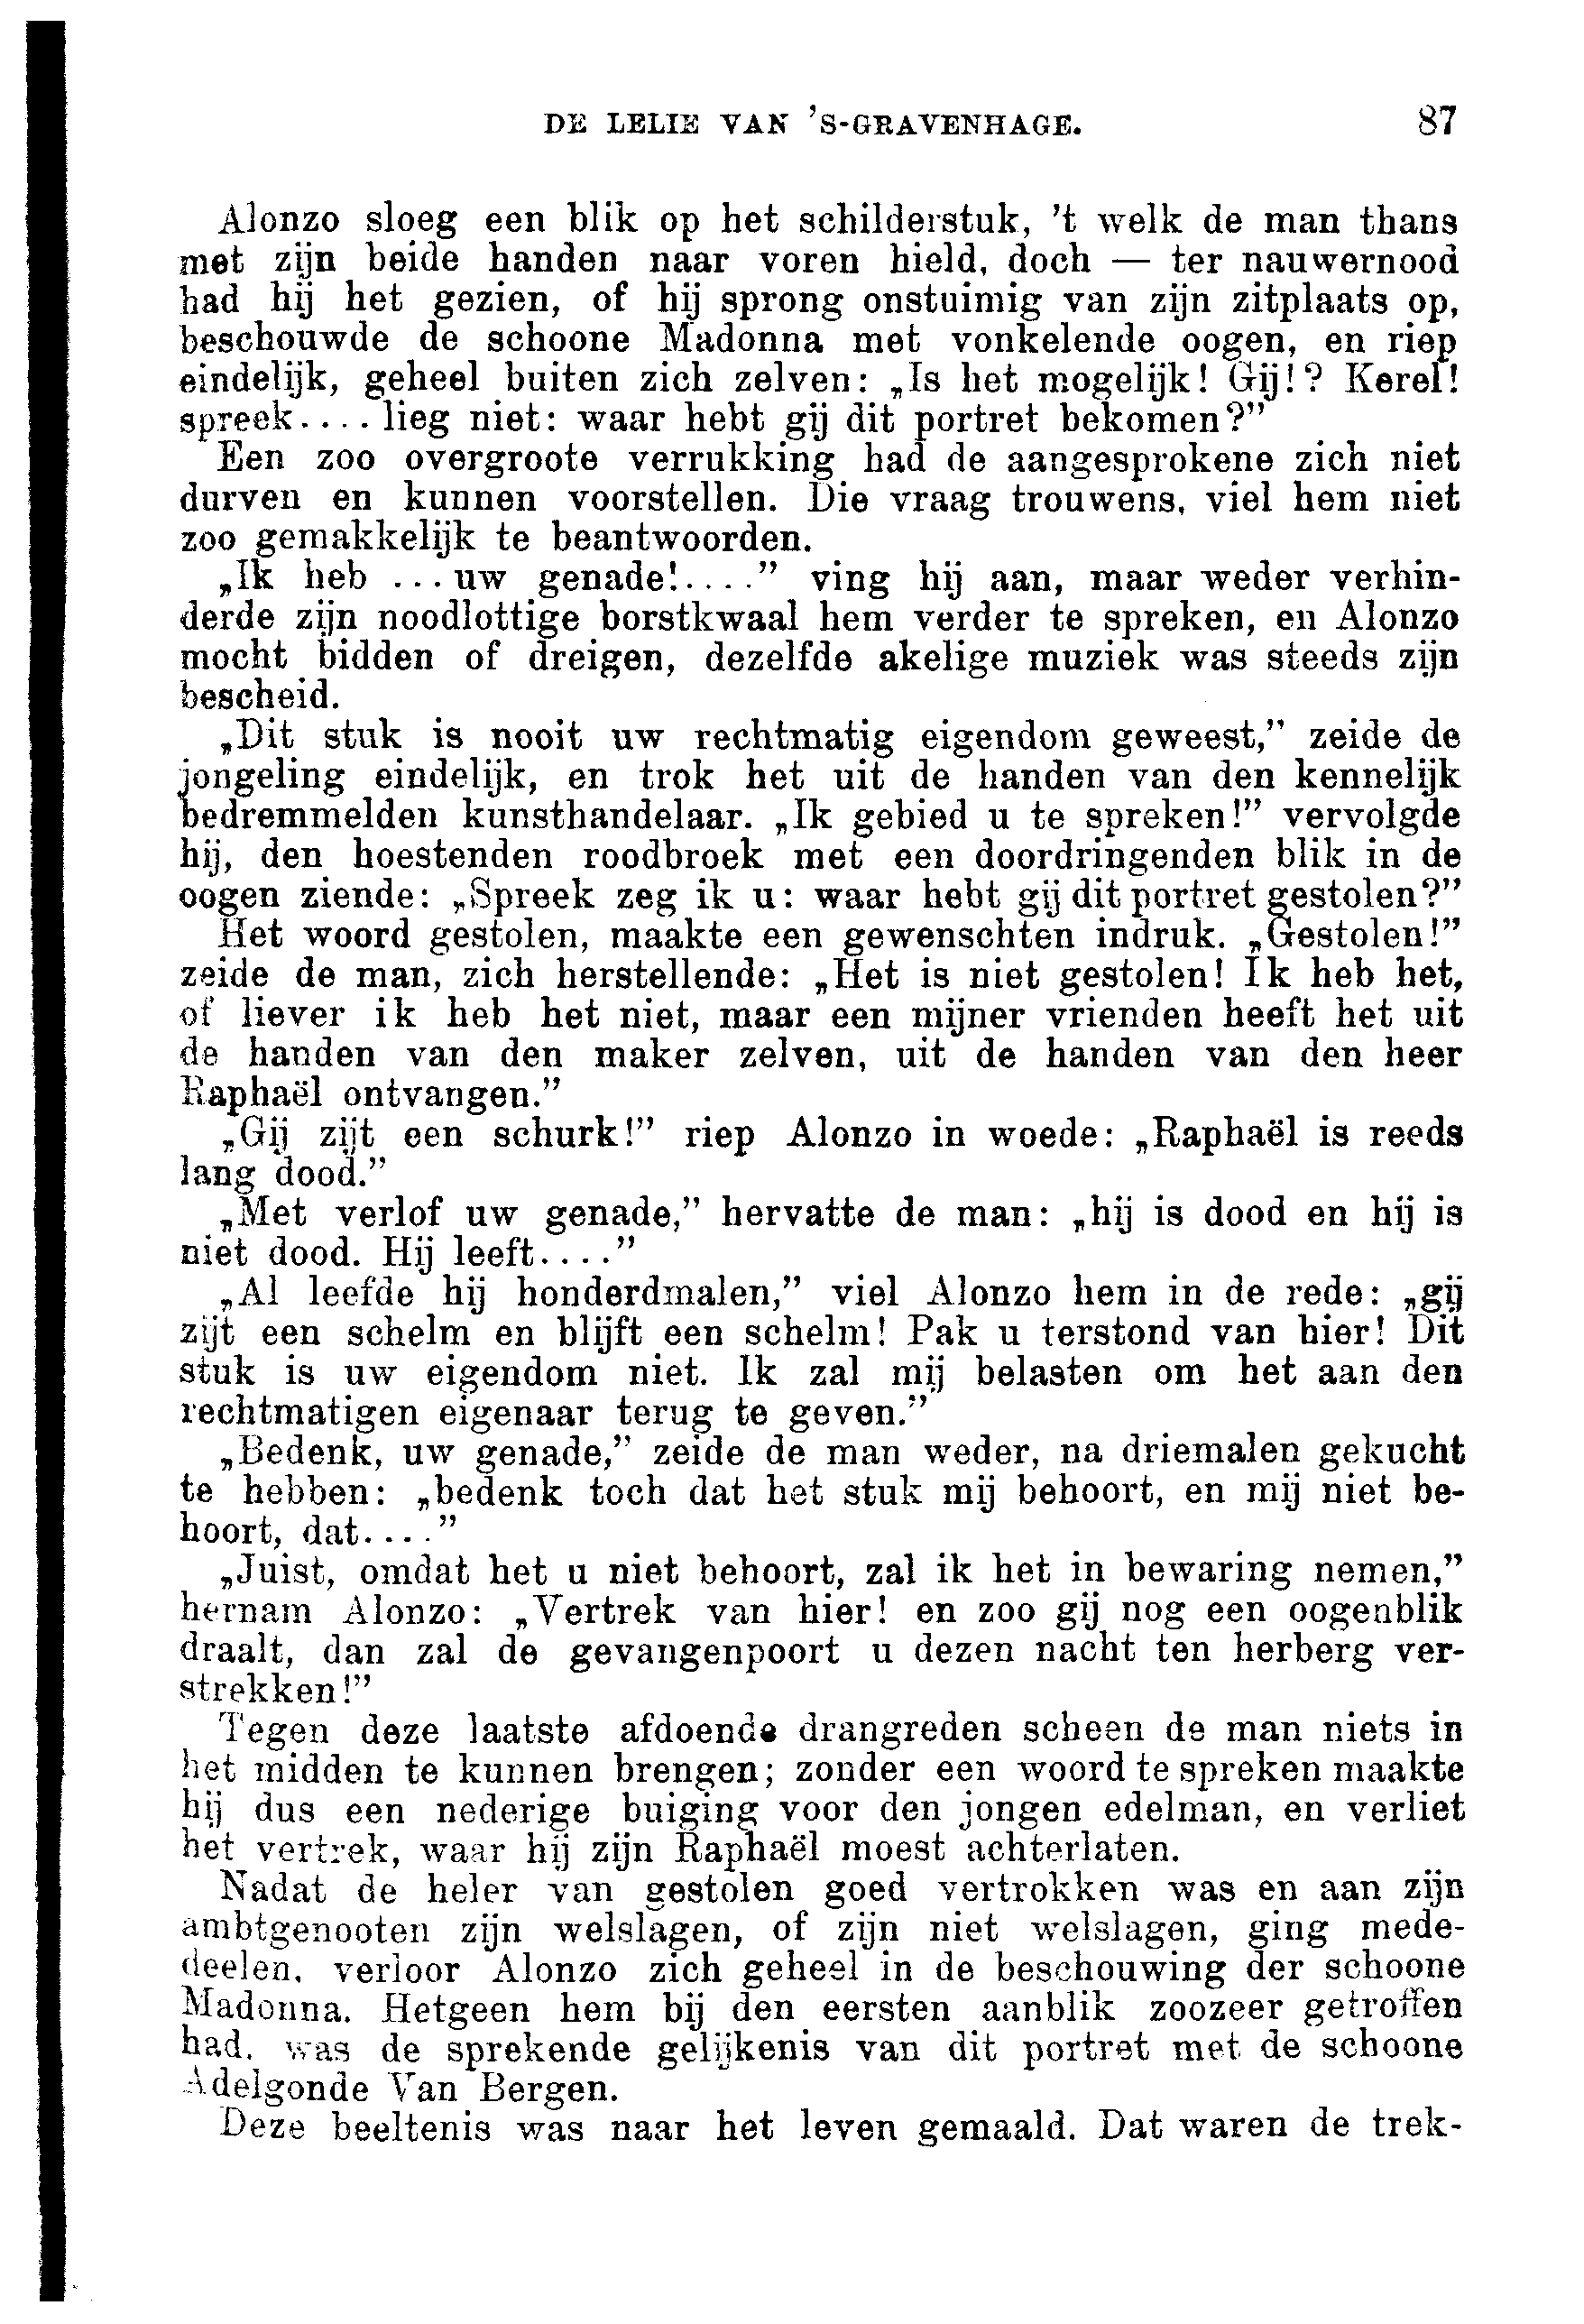 DE LELIE VAN 'S-GRAVENHAGE. 87
Alonzo sloeg een blik op het schilderstuk, 't welk de man thans
met zijn beide handen naar voren hield, doch — ter nauwernood
had hij het gezien, of hij sprong onstuimig van zijn zitplaats op,
beschouwde de schoone Madonna met vonkelende oogen, en riep
eindelijk, geheel buiten zich zelven: „Is het mogelijk! Gij!? Kerel!
spreek.... lieg niet: waar hebt gij dit portret bekomen?”
Een zoo overgroote verrukking had de aangesprokene zich niet
durven en kunnen voorstellen. Die vraag trouwens, viel hem niet
zoo gemakkelijk te beantwoorden.
„Ik heb ... uw genade!....” ving hij aan, maar weder verhin-
derde zijn noodlottige borstkwaal hem verder te spreken, en Alonzo
mocht bidden of dreigen, dezelfde akelige muziek was steeds zijn
bescheid.
„Dit stuk is nooit uw rechtmatig eigendom geweest,” zeide de
jongeling eindelijk, en trok het uit de handen van den kennelijk
bedremmelden kunsthandelaar. „Ik gebied u te spreken!” vervolgde
hij, den hoestenden roodbroek met een doordringenden blik in de
oogen ziende: „Spreek zeg ik u: waar hebt gij dit portret gestolen?”
Het woord gestolen, maakte een gewenschten indruk. „Gestolen!”
zeide de man, zich herstellende: „Het is niet gestolen! Ik heb het,
of liever ik heb het niet, maar een mijner vrienden heeft het uit
de handen van den maker zelven, uit de handen van den heer
Raphaël ontvangen.”
„Gij zijt een schurk!” riep Alonzo in woede: „Raphaël is reeds
lang dood.”
„Met verlof uw genade,” hervatte de man: „hij is dood en hij is
niet dood. Hij leeft....”
„Al leefde hij honderdmalen,” viel Alonzo hem in de rede: „gij
zijt een schelm en blijft een schelm! Pak u terstond van hier! Dit
stuk is uw eigendom niet. Ik zal mij belasten om het aan den
rechtmatigen eigenaar terug te geven.”
„Bedenk, uw genade,” zeide de man weder, na driemalen gekucht
te hebben: „bedenk toch dat het stuk mij behoort, en mij niet be-
hoort, dat....”
„Juist, omdat het u niet behoort, zal ik het in bewaring nemen,”
hernam Alonzo: „Vertrek van hier! en zoo gij nog een oogenblik
draalt, dan zal de gevangenpoort u dezen nacht ten herberg ver-
strekken!”
Tegen deze laatste afdoende drangreden scheen de man niets in
het midden te kunnen brengen; zonder een woord te spreken maakte
hij dus een nederige buiging voor den jongen edelman, en verliet
het vertrek, waar hij zijn Raphaël moest achterlaten.
Nadat de heler van gestolen goed vertrokken was en aan zijn
ambtgenooten zijn welslagen, of zijn niet welslagen, ging mede-
deelen, verloor Alonzo zich geheel in de beschouwing der schoone
Madonna. Hetgeen hem bij den eersten aanblik zoozeer getroffen
had, was de sprekende gelijkenis van dit portret met de schoone
Adelgonde Van Bergen.
Deze beeltenis was naar het leven gemaald. Dat waren de trek-